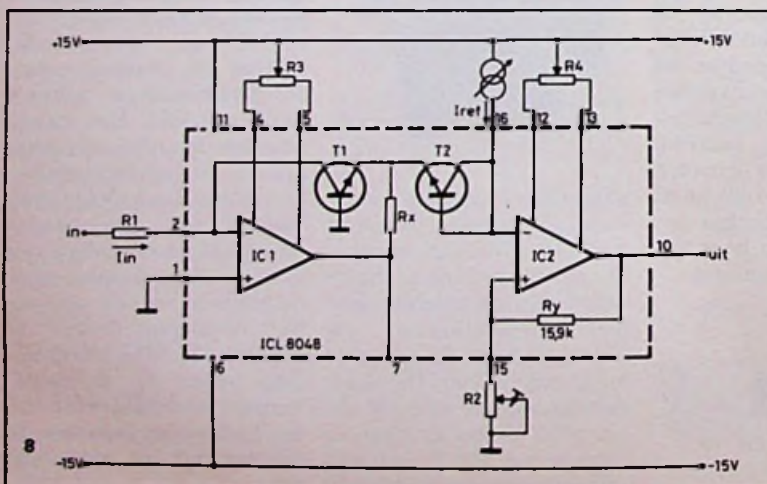 +15V +15V
R3 R4
Iref
11 4 5 16 12 13
T1 T2
in R1 2 Rx 10 uit
Iin IC1 IC2
1 Ry
15,9k
ICL 8048
6 7 15
R2
8
-15V -15V